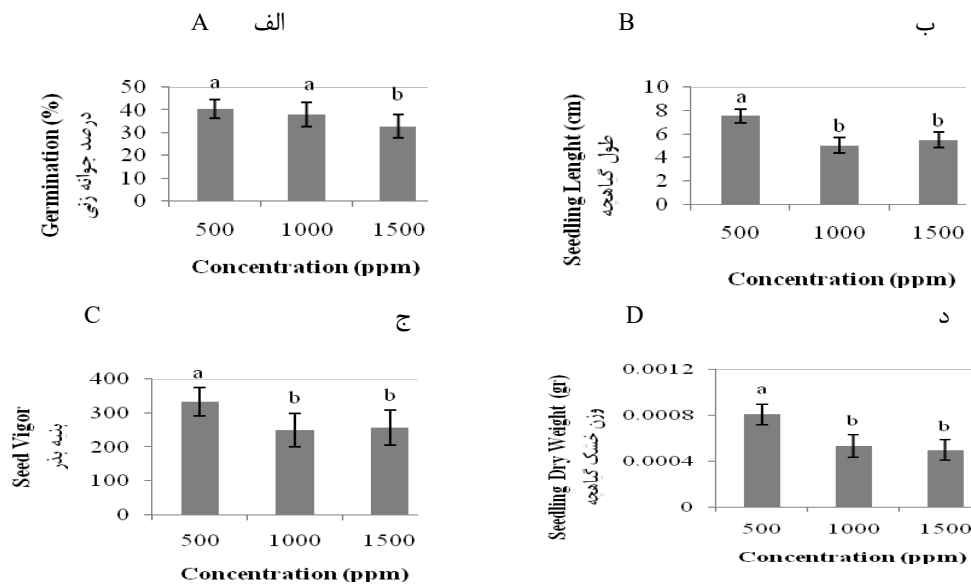 A الف
a a b
50
40
30
20
10
0
Germination (%)
درصد جوانه زنی
500 1000 1500
Concentration (ppm)
B ب
a b b
8
6
4
2
0
Seedling Lenght (cm)
طول گیاهچه
500 1000 1500
Concentration (ppm)
C ج
a b b
400
300
200
100
0
Seed Vigor
بنیه بذر
500 1000 1500
Concentration (ppm)
D د
a b b
0.0012
0.0008
0.0004
0
Seedling Dry Weight (gr)
وزن خشک گیاهچه
500 1000 1500
Concentration (ppm)